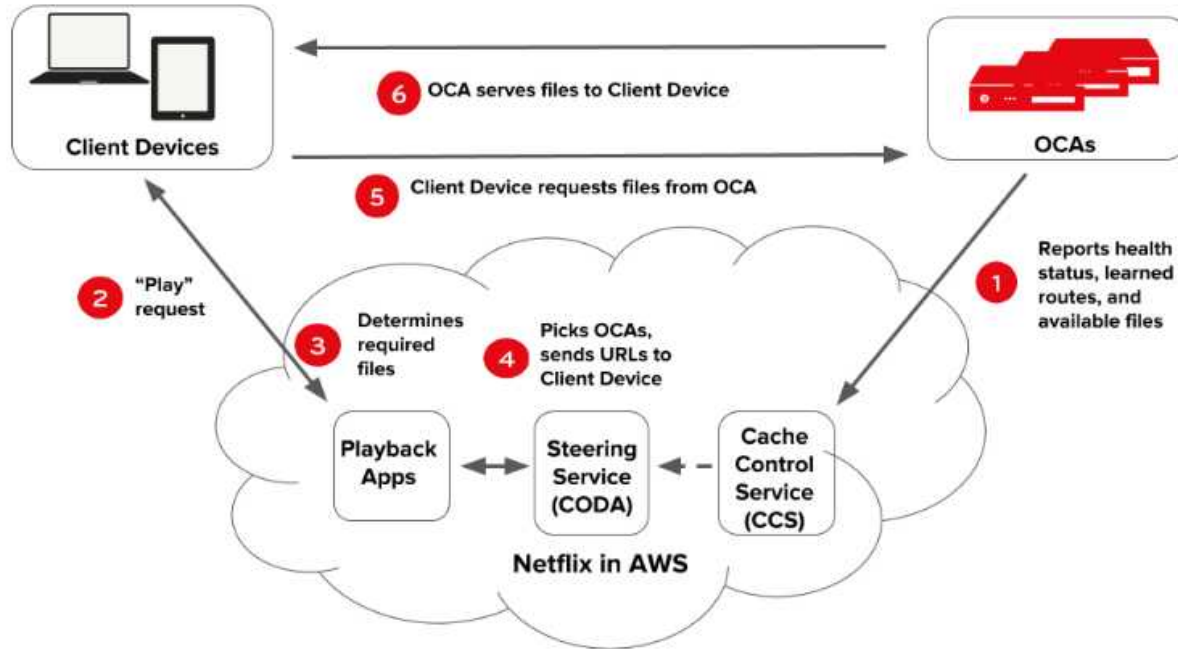 6
OCA serves files to Client Device
Client Devices
OCAs
5
Client Device requests files from OCA
1
Reports health
status, learned
routes, and
available files
2
“Play”
request
3
Determines
required
files
4
Picks OCAs,
sends URLs to
Client Device
Playback
Apps
Steering
Service
(CODA)
Cache
Control
Service
(CCS)
Netflix in AWS